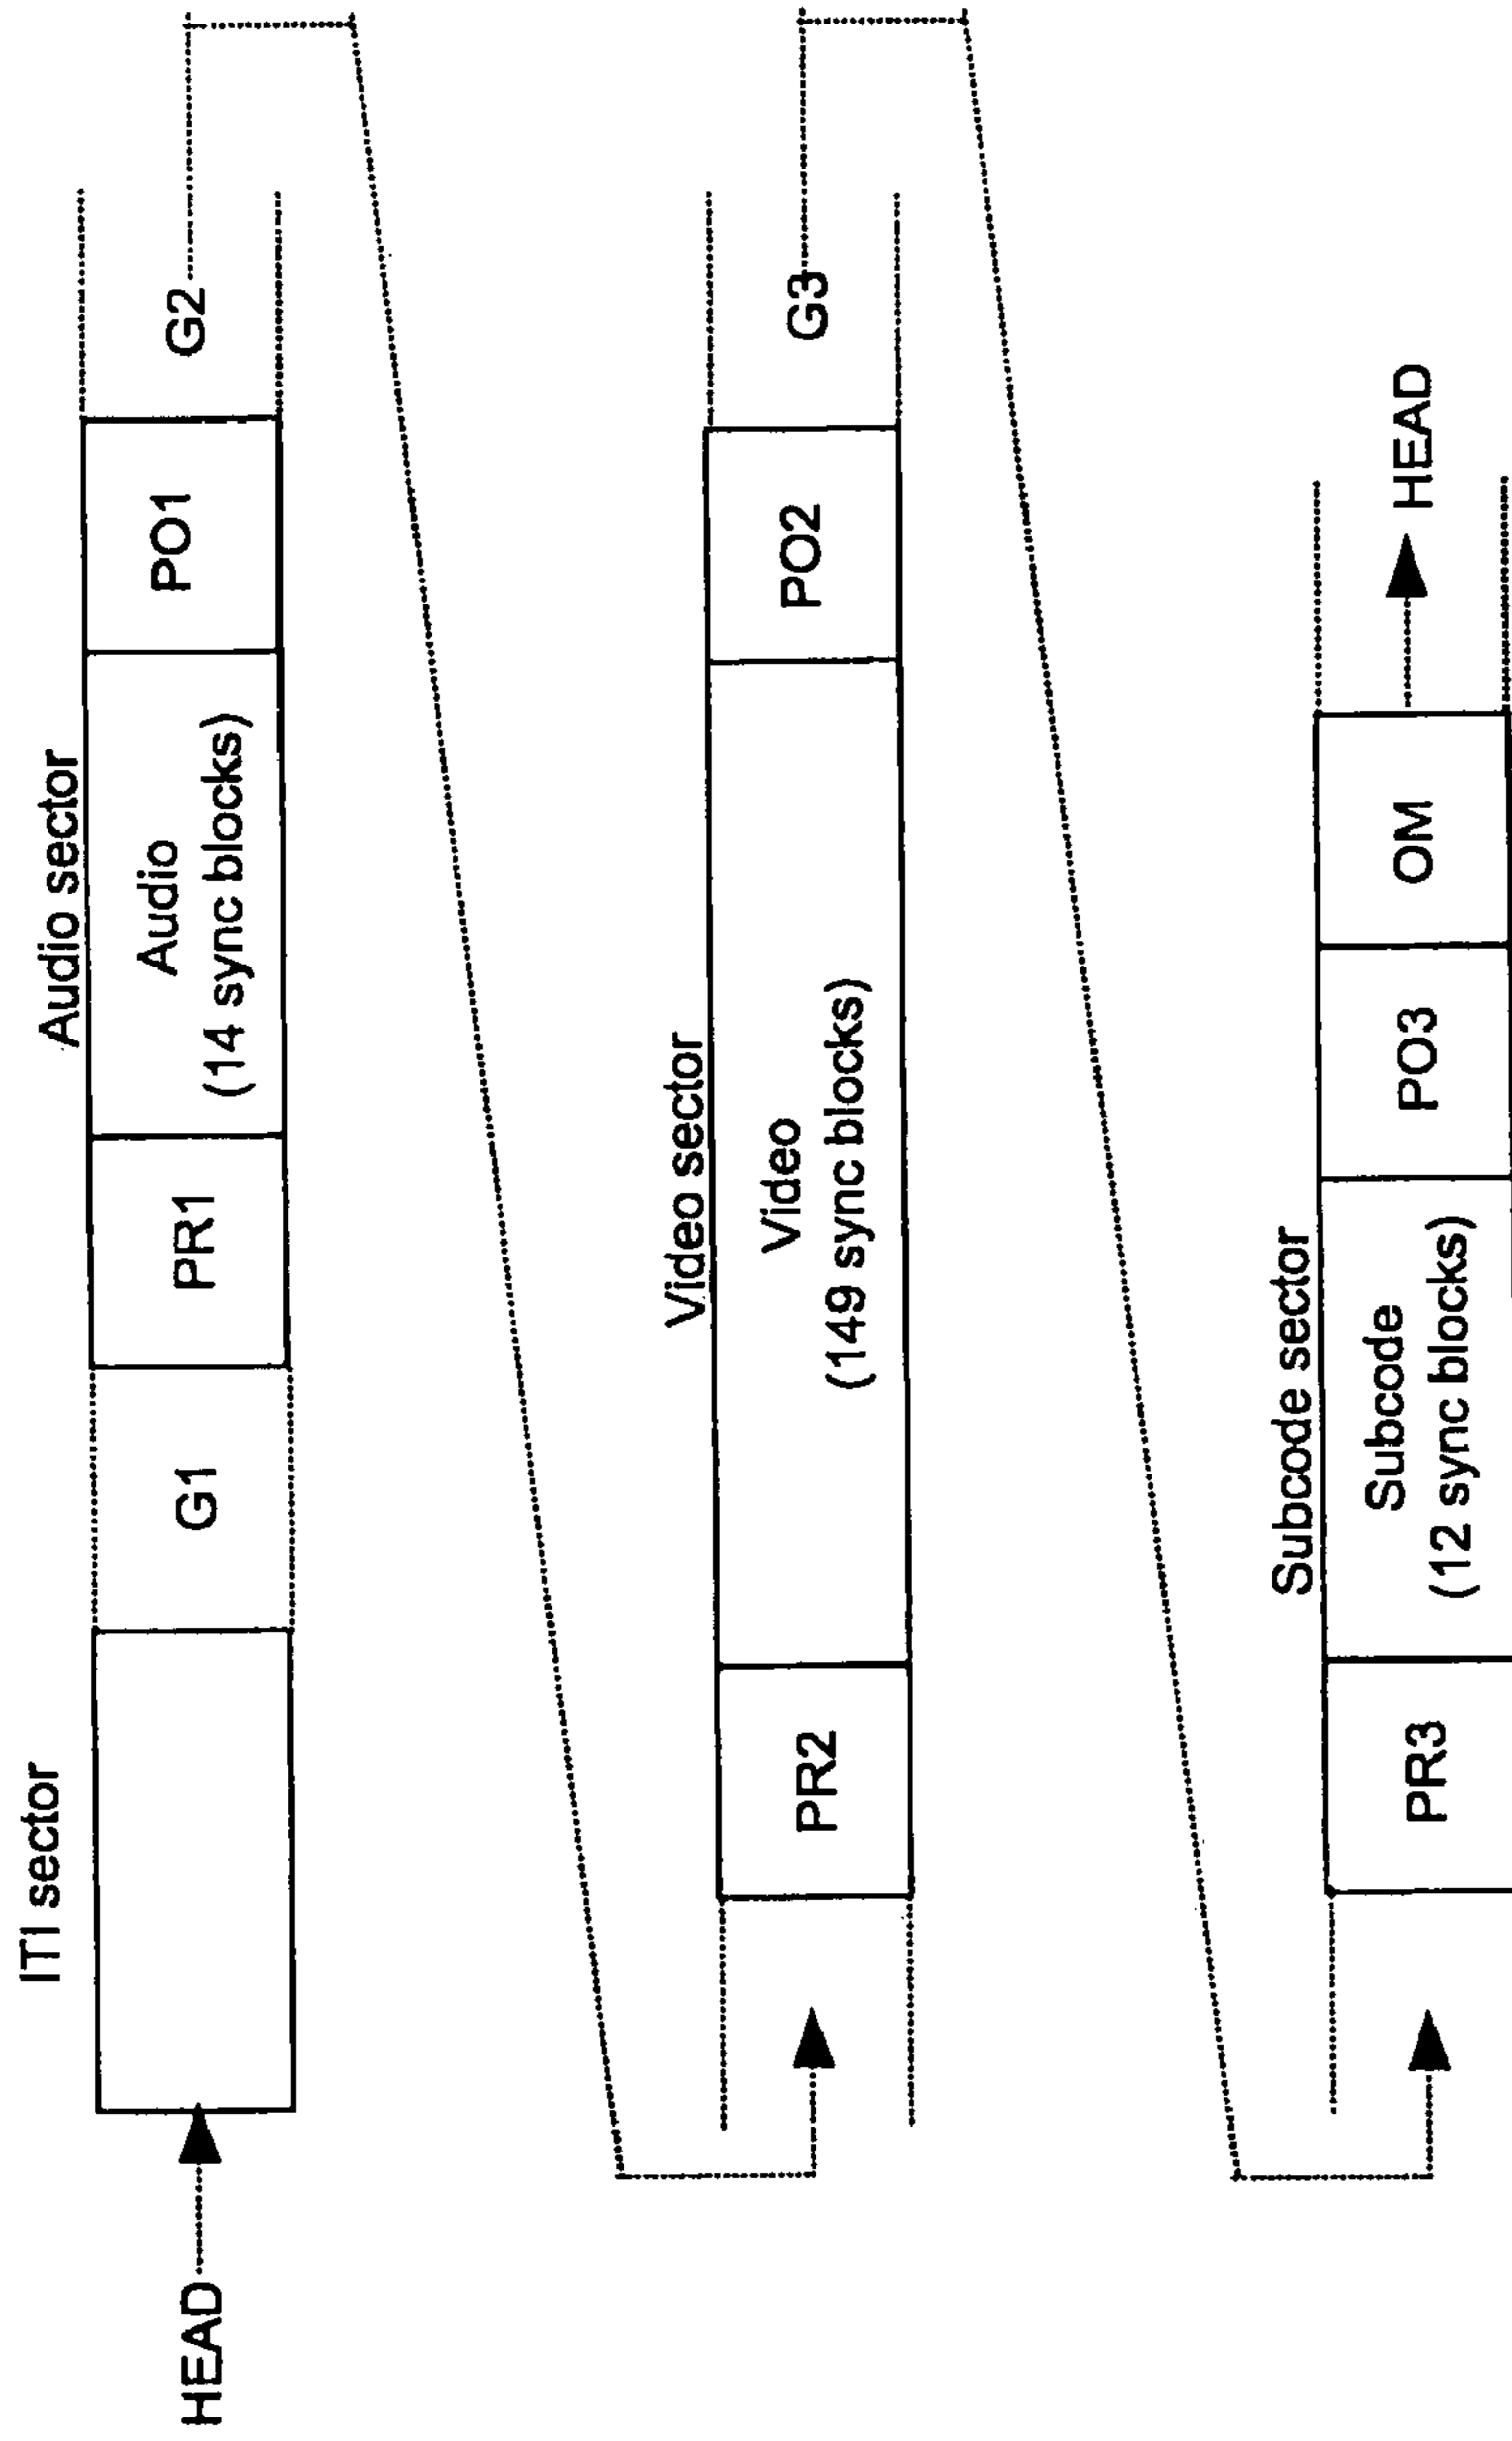 ITI sector
Audio sector
HEAD
G1
PR1
Audio
(14 sync blocks)
PO1
G2
Video sector
PR2
Video
(149 sync blocks)
PO2
G3
Subcode sector
PR3
Subcode
(12 sync blocks)
PO3
OM
HEAD